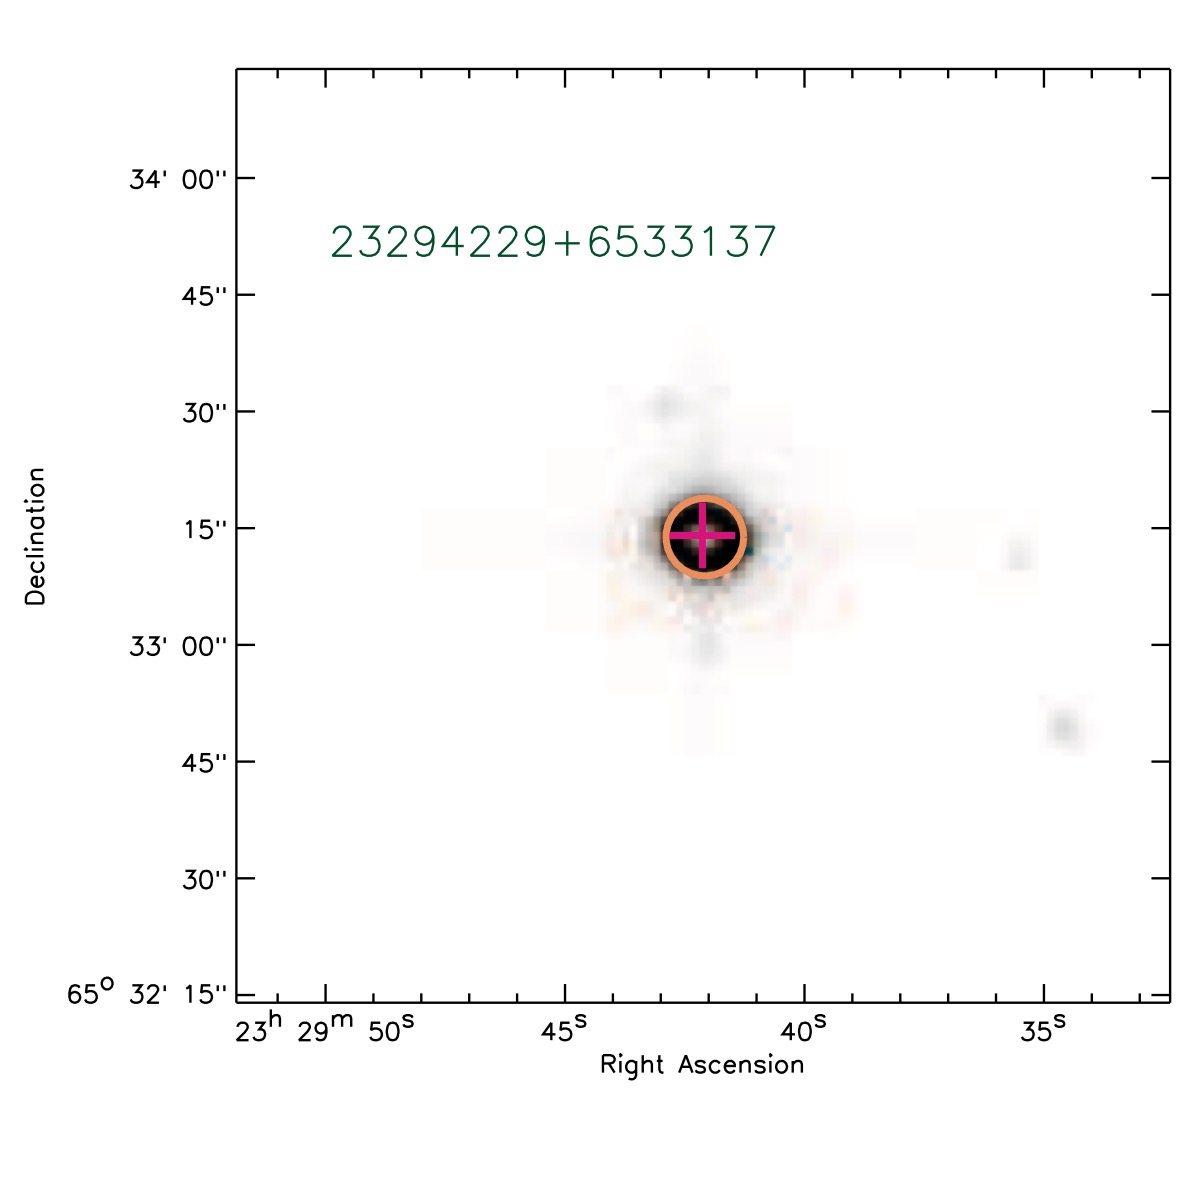 34' 00"
23294229+6533137
45"
30"
15"
33' 00"
45"
30"
65° 32' 15"
23h 29m 50s 45s 40s 35s
Right Ascension
Declination